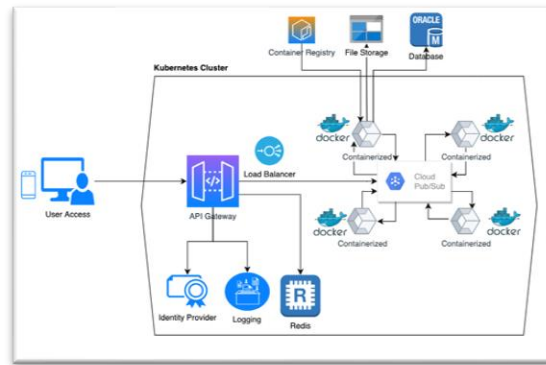 ORACLE
M
Container Registry
File Storage
Database
Kubernetes Cluster
docker
docker
Containerized
Containerized
Load Balancer
Cloud
Pub/Sub
User Access
API Gateway
docker
docker
Containerized
Containerized
Identity Provider
Logging
R
Redis